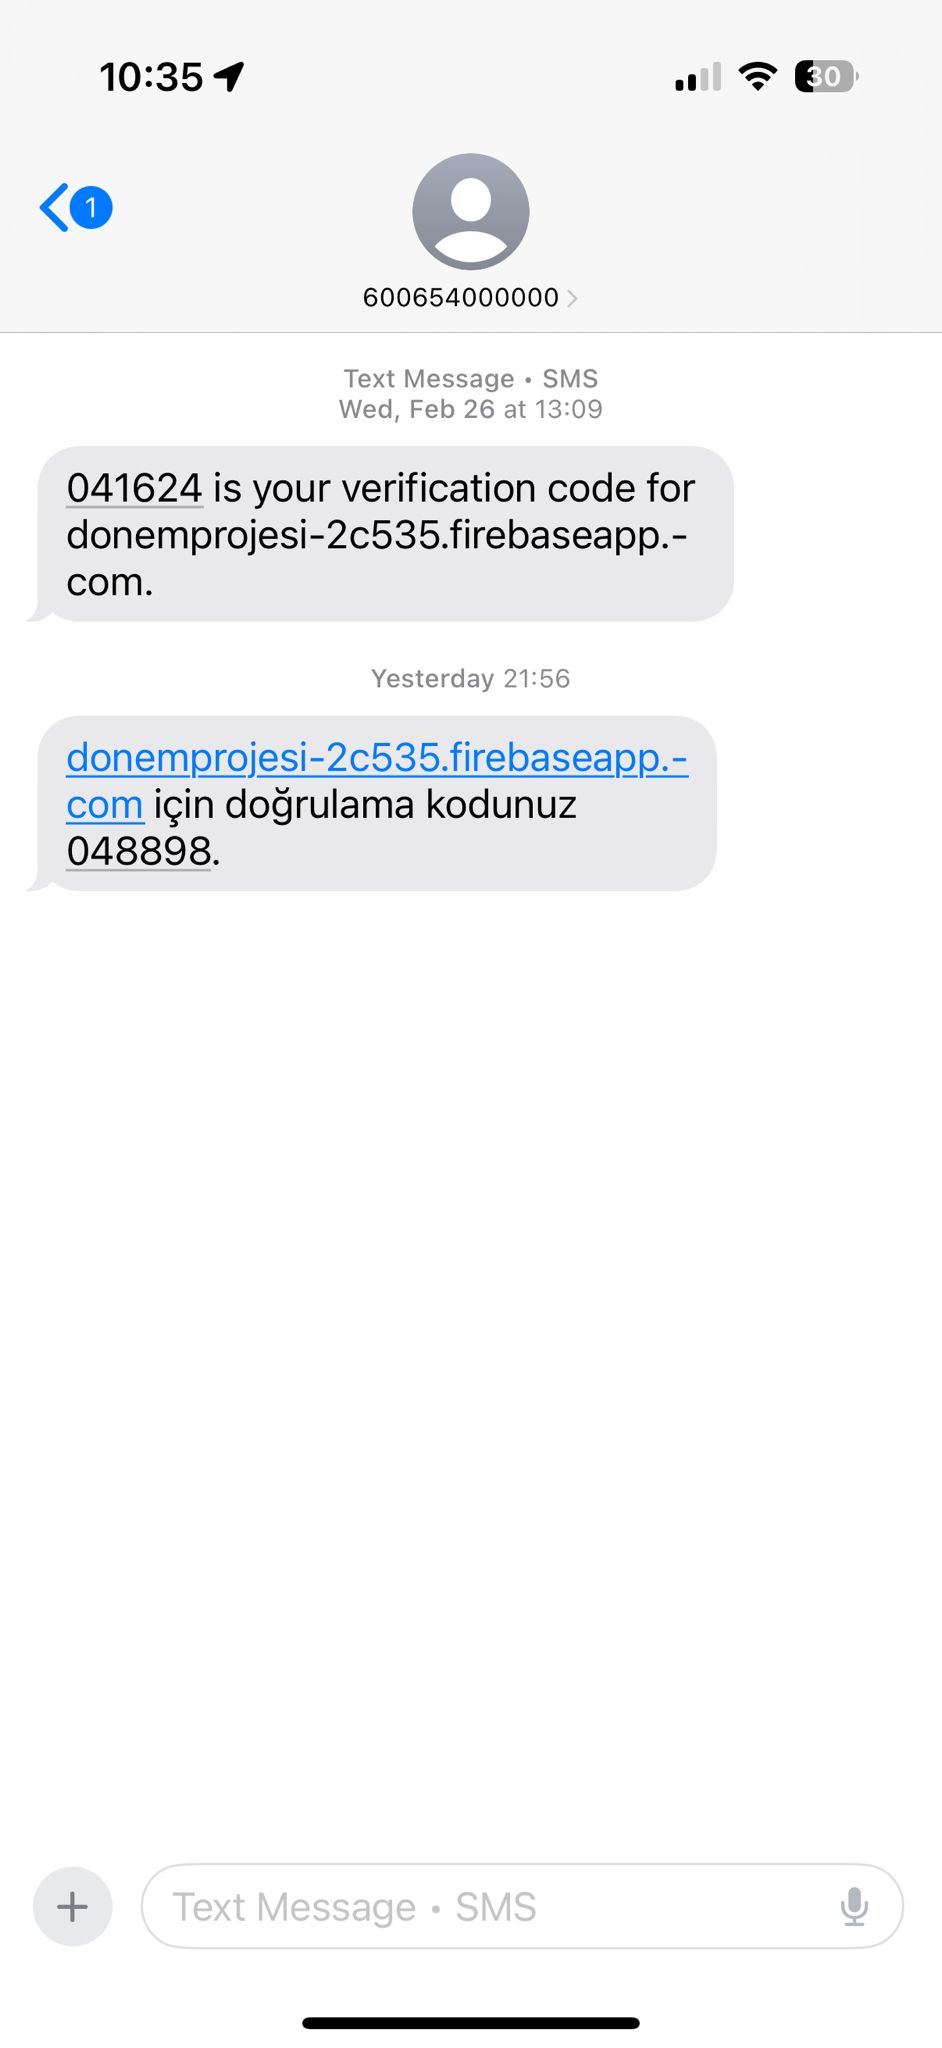 10:35
30
1
600654000000
Text Message • SMS
Wed, Feb 26 at 13:09
041624 is your verification code for
donemprojesi-2c535.firebaseapp.-
com.
Yesterday 21:56
donemprojesi-2c535.firebaseapp.-
com için doğrulama kodunuz
048898.
Text Message • SMS